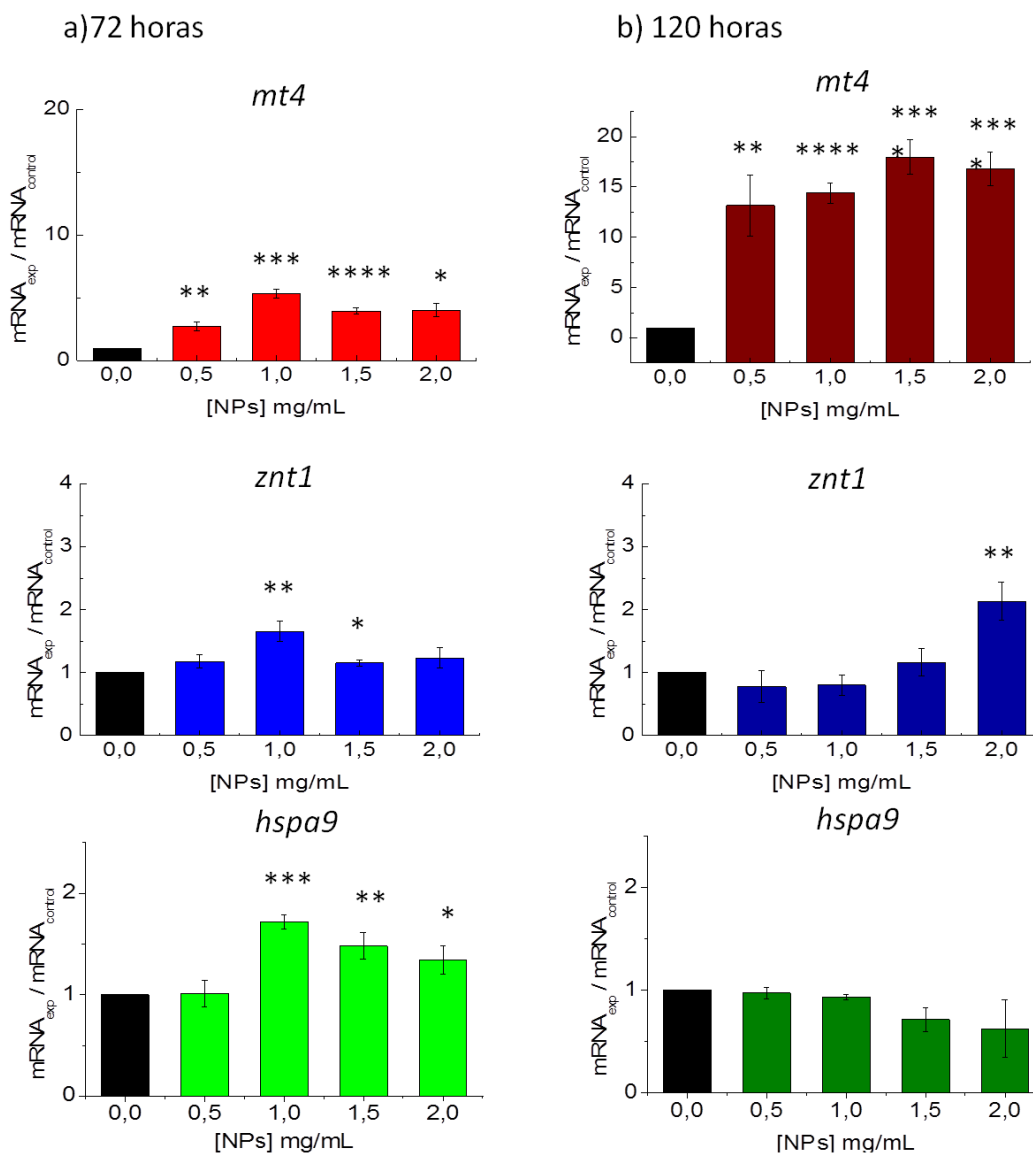 a)72 horas
mt4
20
10
0
mRNAexp / mRNAcontrol
**
***
****
*
0,0 0,5 1,0 1,5 2,0
[NPs] mg/mL
b) 120 horas
mt4
20
15
10
5
0
mRNAexp / mRNAcontrol
**
****
***
*
***
*
0,0 0,5 1,0 1,5 2,0
[NPs] mg/mL
znt1
4
3
2
1
0
mRNAexp / mRNAcontrol
**
*
0,0 0,5 1,0 1,5 2,0
[NPs] mg/mL
znt1
4
3
2
1
0
mRNAexp / mRNAcontrol
**
0,0 0,5 1,0 1,5 2,0
[NPs] mg/mL
hspa9
2
1
0
mRNAexp / mRNAcontrol
***
**
*
0,0 0,5 1,0 1,5 2,0
[NPs] mg/mL
hspa9
2
1
0
mRNAexp / mRNAcontrol
0,0 0,5 1,0 1,5 2,0
[NPs] mg/mL